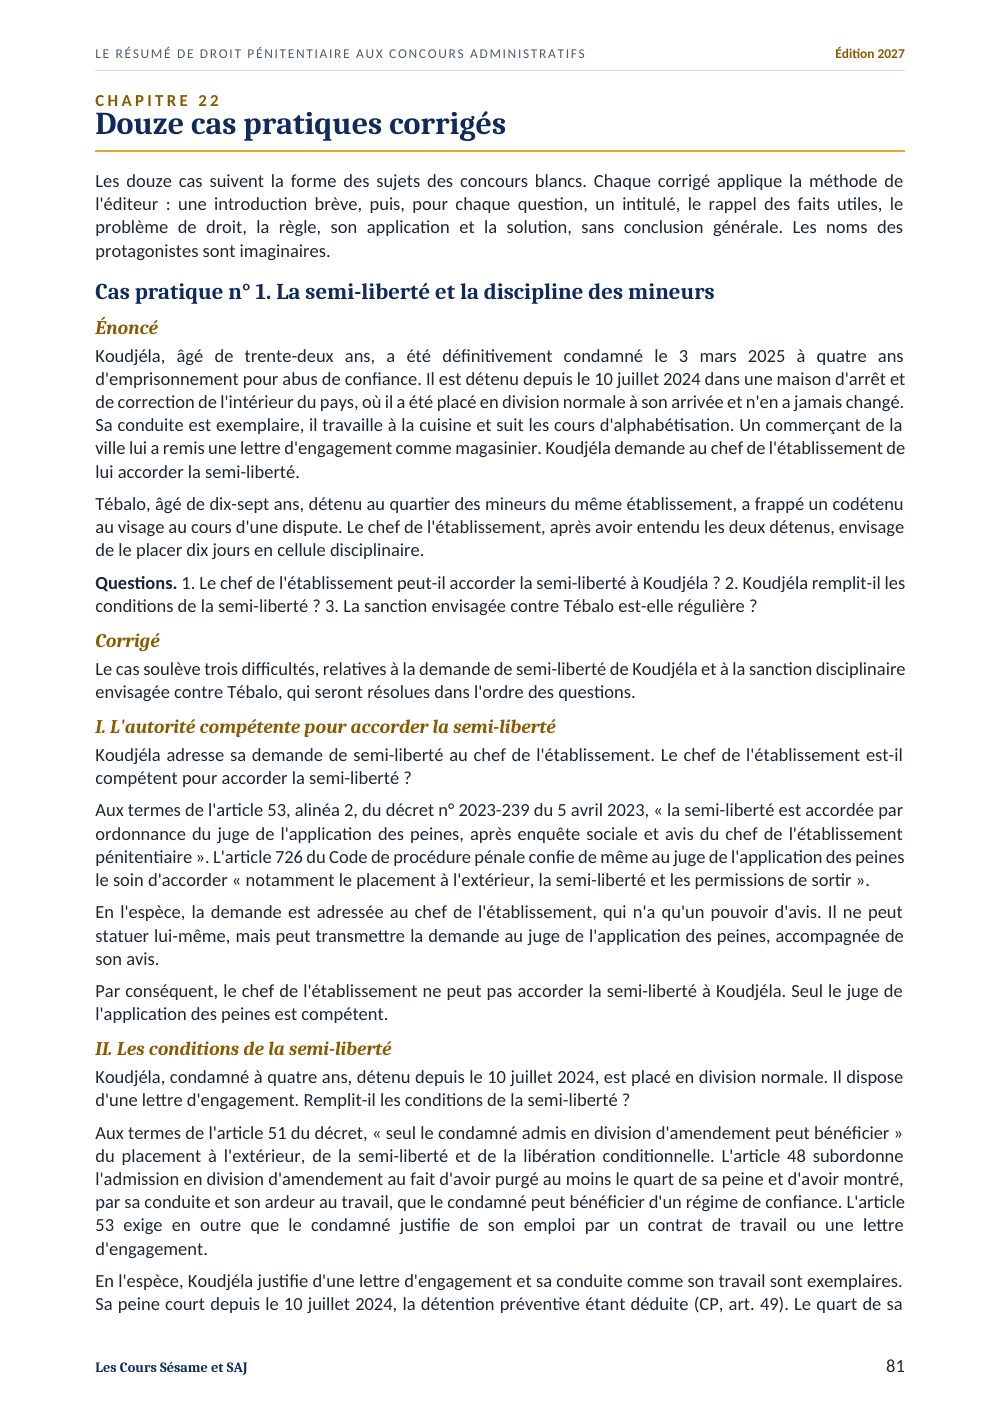 LE RÉSUMÉ DE DROIT PÉNITENTIAIRE AUX CONCOURS ADMINISTRATIFS
Édition 2027
CHAPITRE 22
Douze cas pratiques corrigés
Les douze cas suivent la forme des sujets des concours blancs. Chaque corrigé applique la méthode de
l'éditeur : une introduction brève, puis, pour chaque question, un intitulé, le rappel des faits utiles, le
problème de droit, la règle, son application et la solution, sans conclusion générale. Les noms des
protagonistes sont imaginaires.
Cas pratique n° 1. La semi-liberté et la discipline des mineurs
Énoncé
Koudjéla, âgé de trente-deux ans, a été définitivement condamné le 3 mars 2025 à quatre ans
d'emprisonnement pour abus de confiance. Il est détenu depuis le 10 juillet 2024 dans une maison d'arrêt et
de correction de l'intérieur du pays, où il a été placé en division normale à son arrivée et n'en a jamais changé.
Sa conduite est exemplaire, il travaille à la cuisine et suit les cours d'alphabétisation. Un commerçant de la
ville lui a remis une lettre d'engagement comme magasinier. Koudjéla demande au chef de l'établissement de
lui accorder la semi-liberté.
Tébalo, âgé de dix-sept ans, détenu au quartier des mineurs du même établissement, a frappé un codétenu
au visage au cours d'une dispute. Le chef de l'établissement, après avoir entendu les deux détenus, envisage
de le placer dix jours en cellule disciplinaire.
Questions. 1. Le chef de l'établissement peut-il accorder la semi-liberté à Koudjéla ? 2. Koudjéla remplit-il les
conditions de la semi-liberté ? 3. La sanction envisagée contre Tébalo est-elle régulière ?
Corrigé
Le cas soulève trois difficultés, relatives à la demande de semi-liberté de Koudjéla et à la sanction disciplinaire
envisagée contre Tébalo, qui seront résolues dans l'ordre des questions.
I. L'autorité compétente pour accorder la semi-liberté
Koudjéla adresse sa demande de semi-liberté au chef de l'établissement. Le chef de l'établissement est-il
compétent pour accorder la semi-liberté ?
Aux termes de l'article 53, alinéa 2, du décret n° 2023-239 du 5 avril 2023, « la semi-liberté est accordée par
ordonnance du juge de l'application des peines, après enquête sociale et avis du chef de l'établissement
pénitentiaire ». L'article 726 du Code de procédure pénale confie de même au juge de l'application des peines
le soin d'accorder « notamment le placement à l'extérieur, la semi-liberté et les permissions de sortir ».
En l'espèce, la demande est adressée au chef de l'établissement, qui n'a qu'un pouvoir d'avis. Il ne peut
statuer lui-même, mais peut transmettre la demande au juge de l'application des peines, accompagnée de
son avis.
Par conséquent, le chef de l'établissement ne peut pas accorder la semi-liberté à Koudjéla. Seul le juge de
l'application des peines est compétent.
II. Les conditions de la semi-liberté
Koudjéla, condamné à quatre ans, détenu depuis le 10 juillet 2024, est placé en division normale. Il dispose
d'une lettre d'engagement. Remplit-il les conditions de la semi-liberté ?
Aux termes de l'article 51 du décret, « seul le condamné admis en division d'amendement peut bénéficier »
du placement à l'extérieur, de la semi-liberté et de la libération conditionnelle. L'article 48 subordonne
l'admission en division d'amendement au fait d'avoir purgé au moins le quart de sa peine et d'avoir montré,
par sa conduite et son ardeur au travail, que le condamné peut bénéficier d'un régime de confiance. L'article
53 exige en outre que le condamné justifie de son emploi par un contrat de travail ou une lettre
d'engagement.
En l'espèce, Koudjéla justifie d'une lettre d'engagement et sa conduite comme son travail sont exemplaires.
Sa peine court depuis le 10 juillet 2024, la détention préventive étant déduite (CP, art. 49). Le quart de sa
Les Cours Sésame et SAJ
81